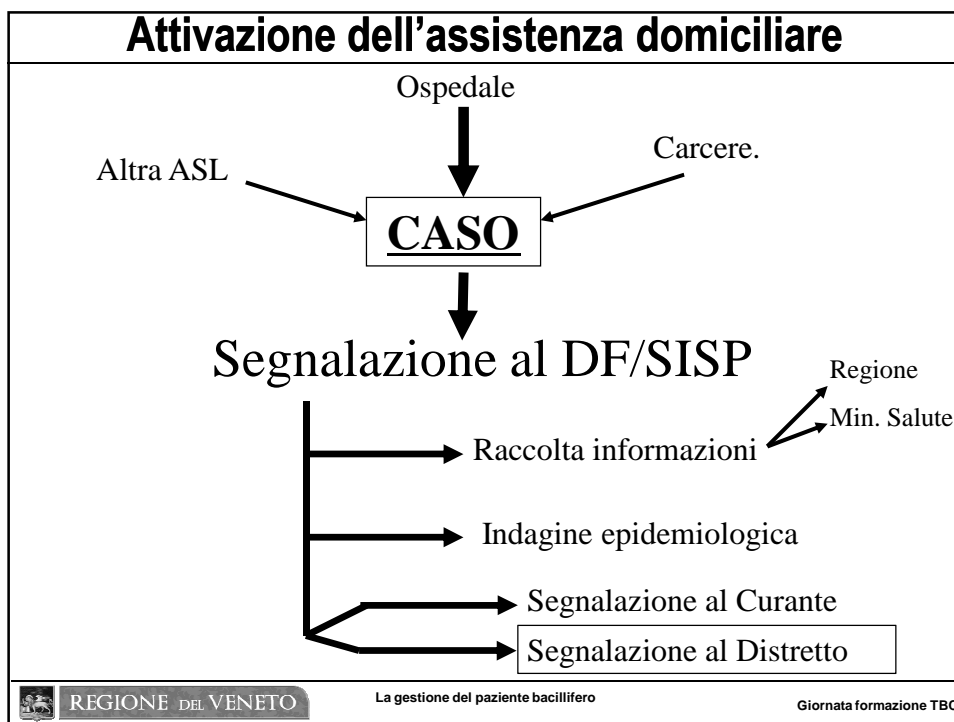 Attivazione dell'assistenza domiciliare
Ospedale
Altra ASL
Carcere.
CASO
Segnalazione al DF/SISP
Regione
Min. Salute
Raccolta informazioni
Indagine epidemiologica
Segnalazione al Curante
Segnalazione al Distretto
REGIONE DEL VENETO
La gestione del paziente bacillifero
Giornata formazione TBC